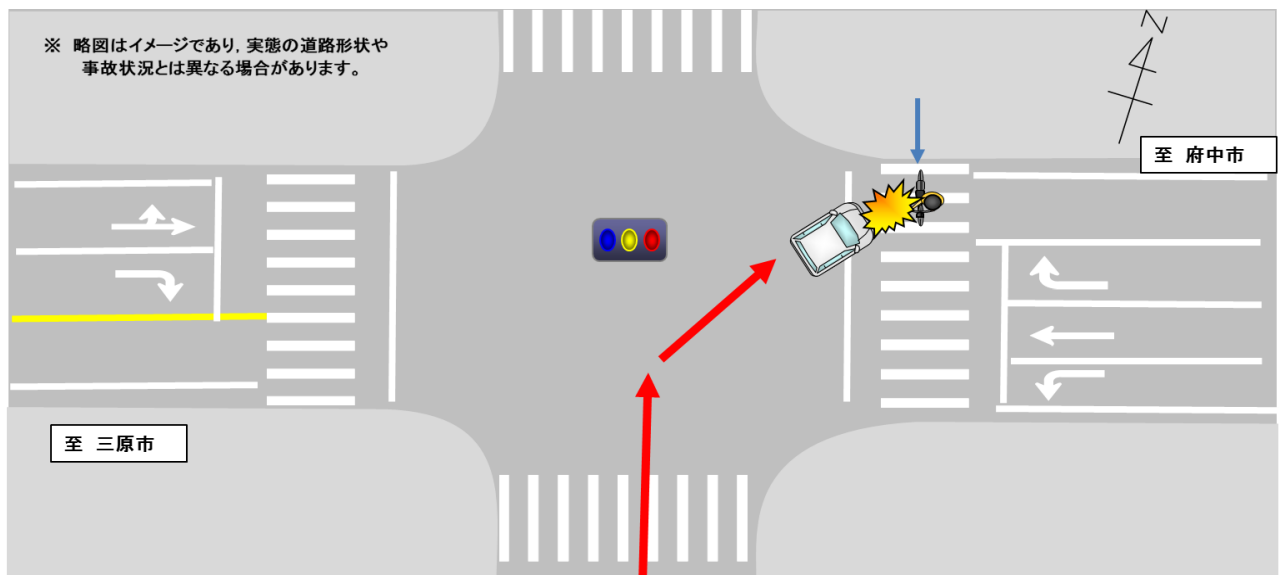 ※ 略図はイメージであり，実態の道路形状や
事故状況とは異なる場合があります。
N
至 府中市
至 三原市